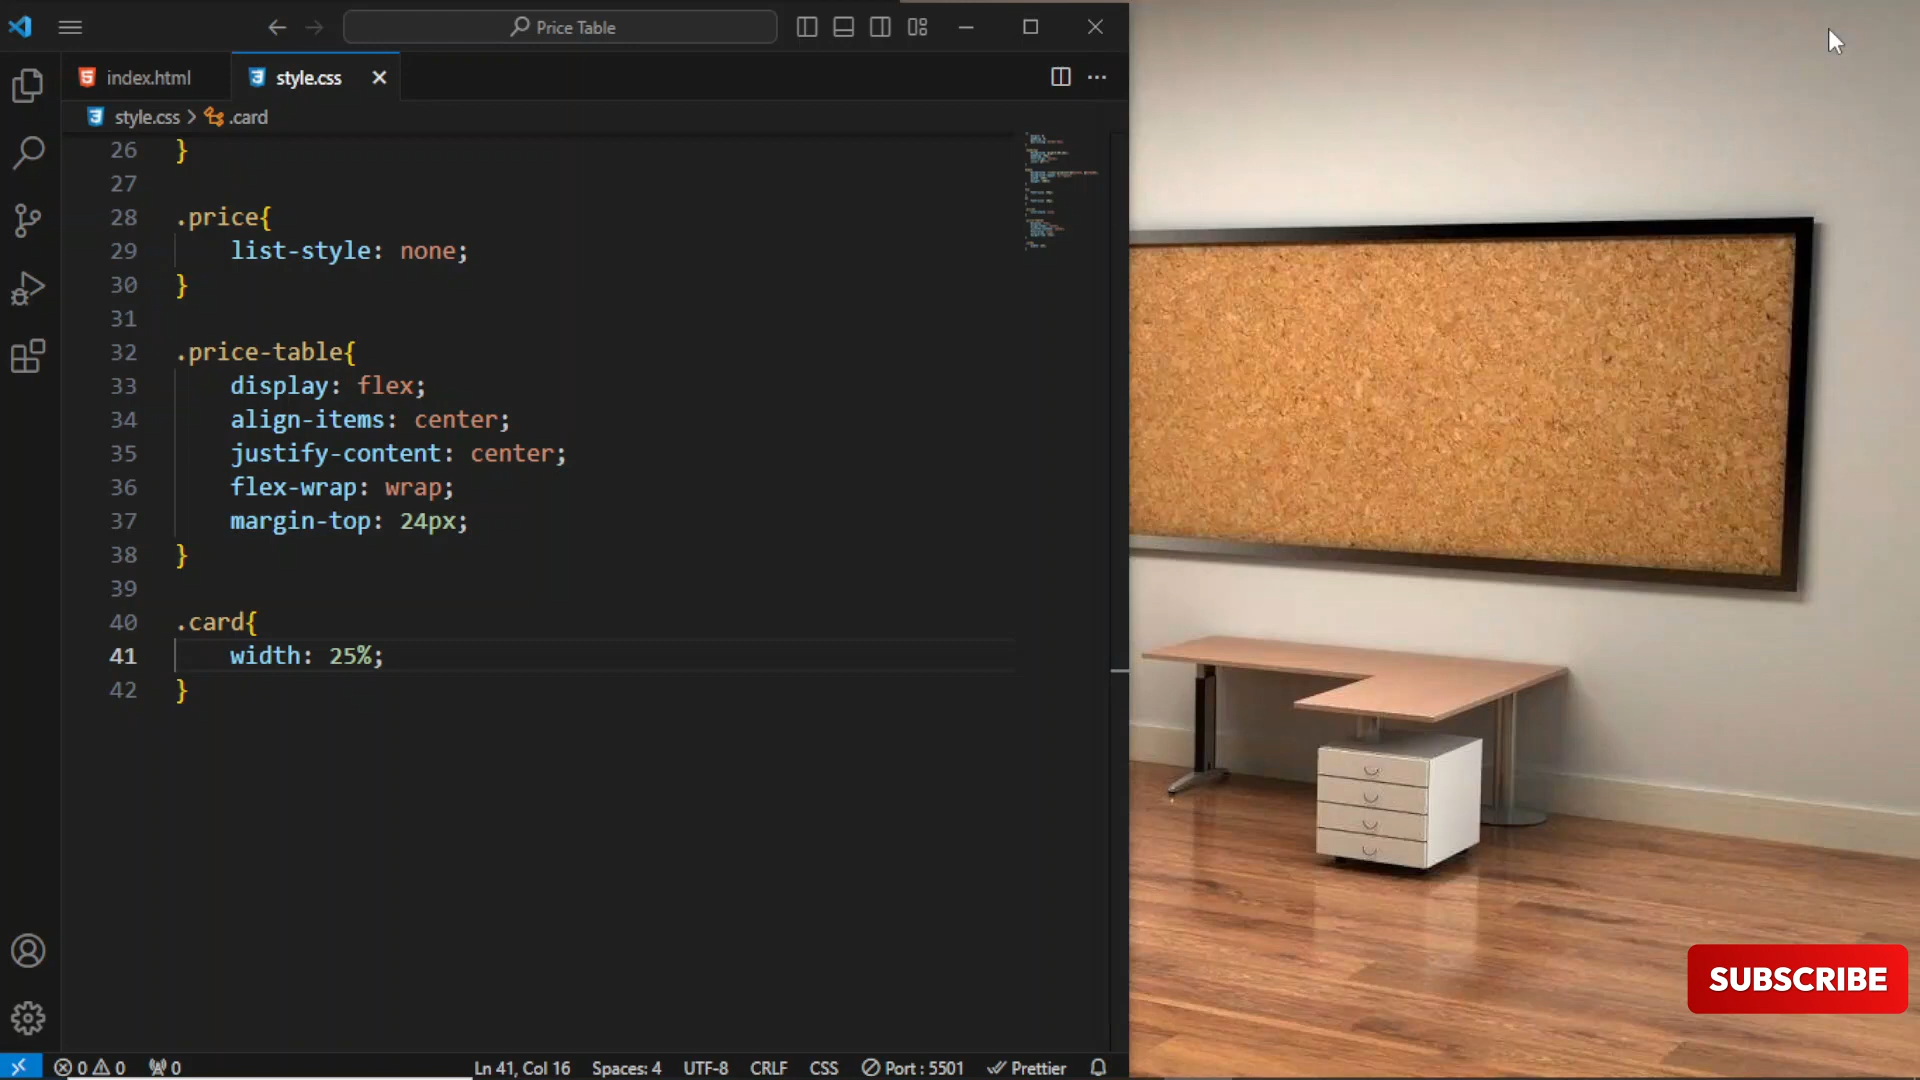 Price Table
index.html
style.css
style.css > .card
26 }
27
28 .price{
29 list-style: none;
30 }
31
32 .price-table{
33 display: flex;
34 align-items: center;
35 justify-content: center;
36 flex-wrap: wrap;
37 margin-top: 24px;
38 }
39
40 .card{
41 width: 25%;
42 }
SUBSCRIBE
0 0 0 Ln 41, Col 16 Spaces: 4 UTF-8 CRLF CSS Port : 5501 Prettier